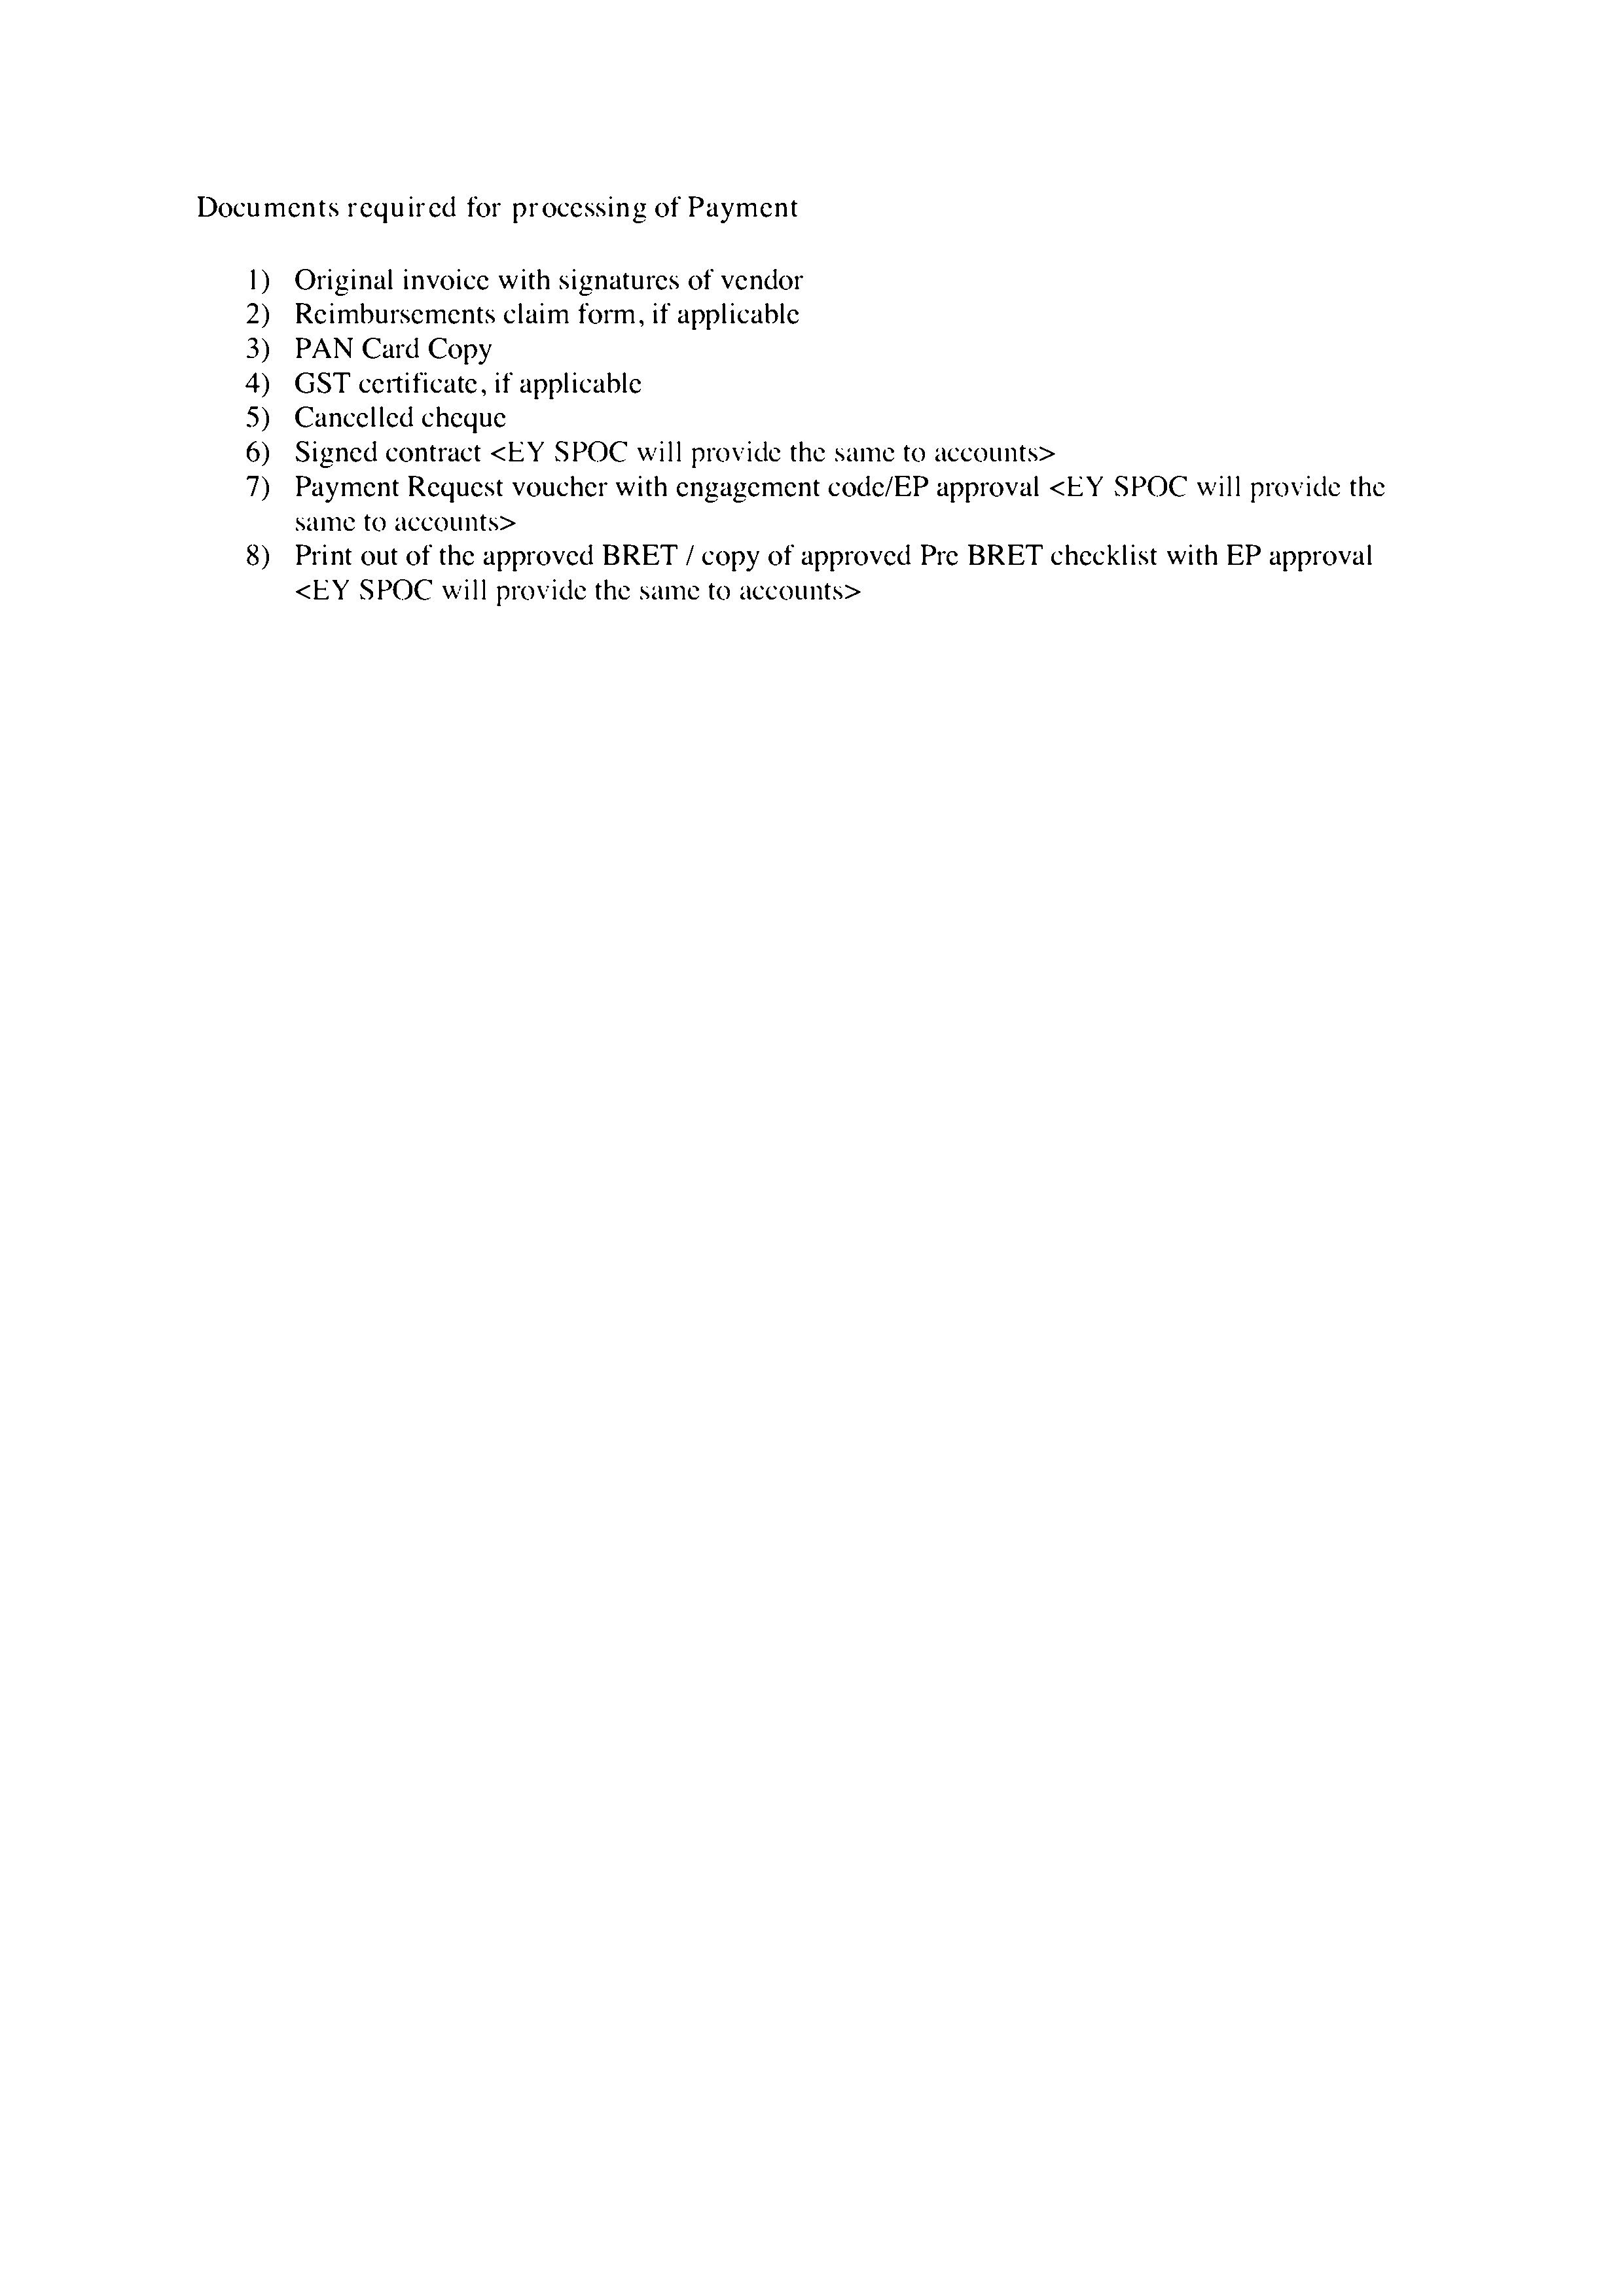 Documents required for processing of Payment
1) Original invoice with signatures of vendor
2) Reimbursements claim form, if applicable
3) PAN Card Copy
4) GST certificate, if applicable
5) Cancelled cheque
6) Signed contract <EY SPOC will provide the same to accounts>
7) Payment Request voucher with engagement code/EP approval <EY SPOC will provide the
same to accounts>
8) Print out of the approved BRET / copy of approved Pre BRET checklist with EP approval
<EY SPOC will provide the same to accounts>